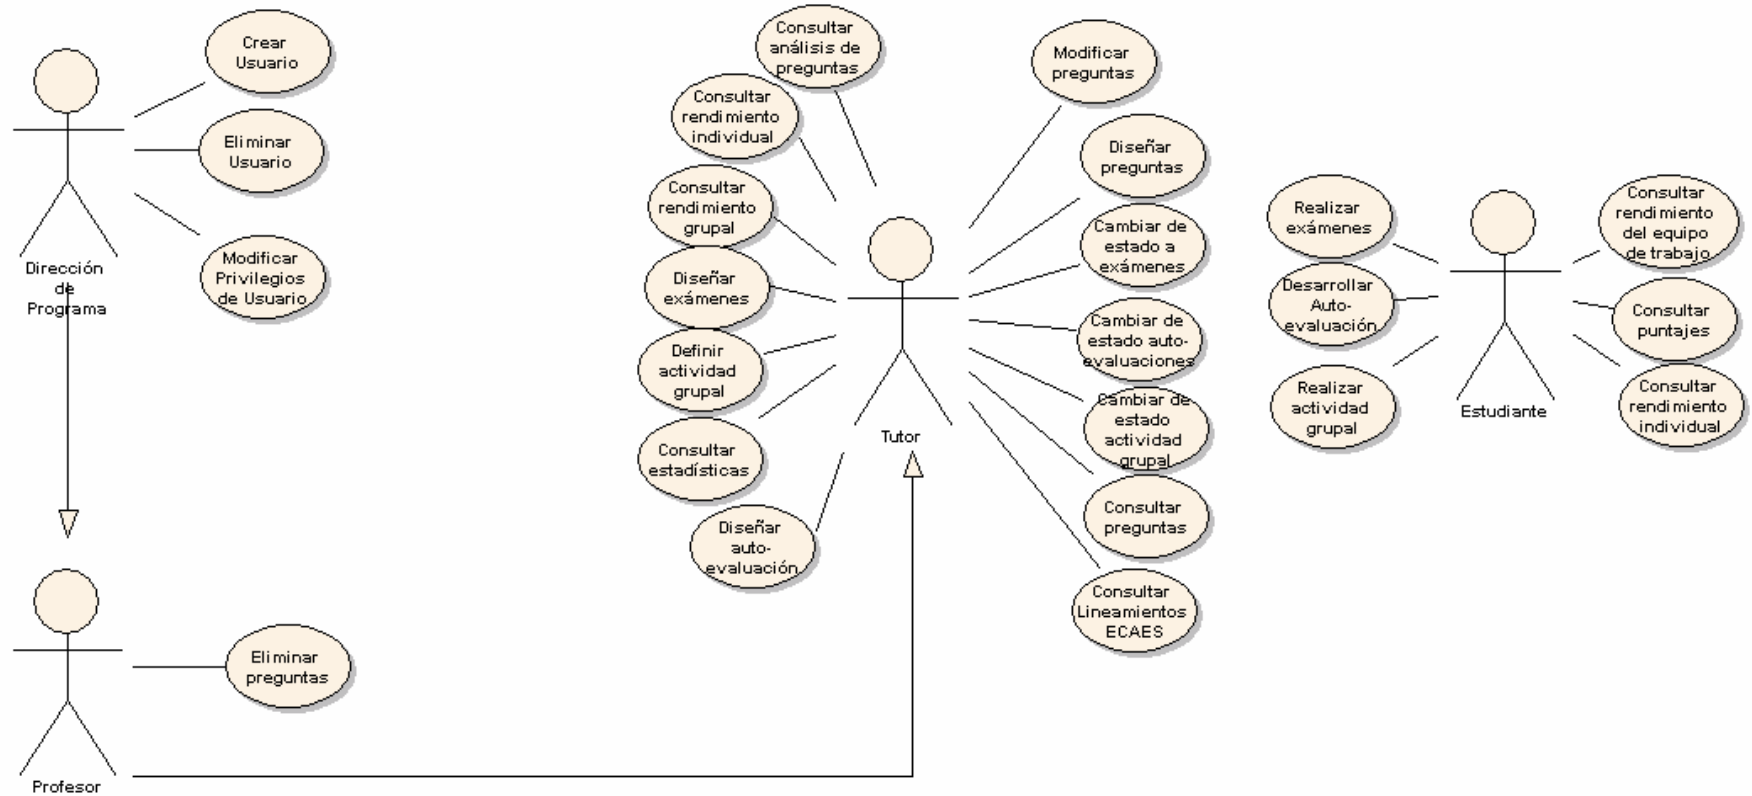 Crear
Usuario
Eliminar
Usuario
Modificar
Privilegios
de Usuario
Dirección
de
Programa
Eliminar
preguntas
Profesor
Consultar
análisis de
preguntas
Consultar
rendimiento
individual
Consultar
rendimiento
grupal
Diseñar
exámenes
Definir
actividad
grupal
Consultar
estadísticas
Diseñar
auto-
evaluación
Tutor
Modificar
preguntas
Diseñar
preguntas
Cambiar de
estado a
exámenes
Cambiar de
estado auto-
evaluaciones
Cambiar de
estado
actividad
grupal
Consultar
preguntas
Consultar
Lineamientos
ECAES
Realizar
exámenes
Desarrollar
Auto-
evaluación
Realizar
actividad
grupal
Estudiante
Consultar
rendimiento
del equipo
de trabajo
Consultar
puntajes
Consultar
rendimiento
individual